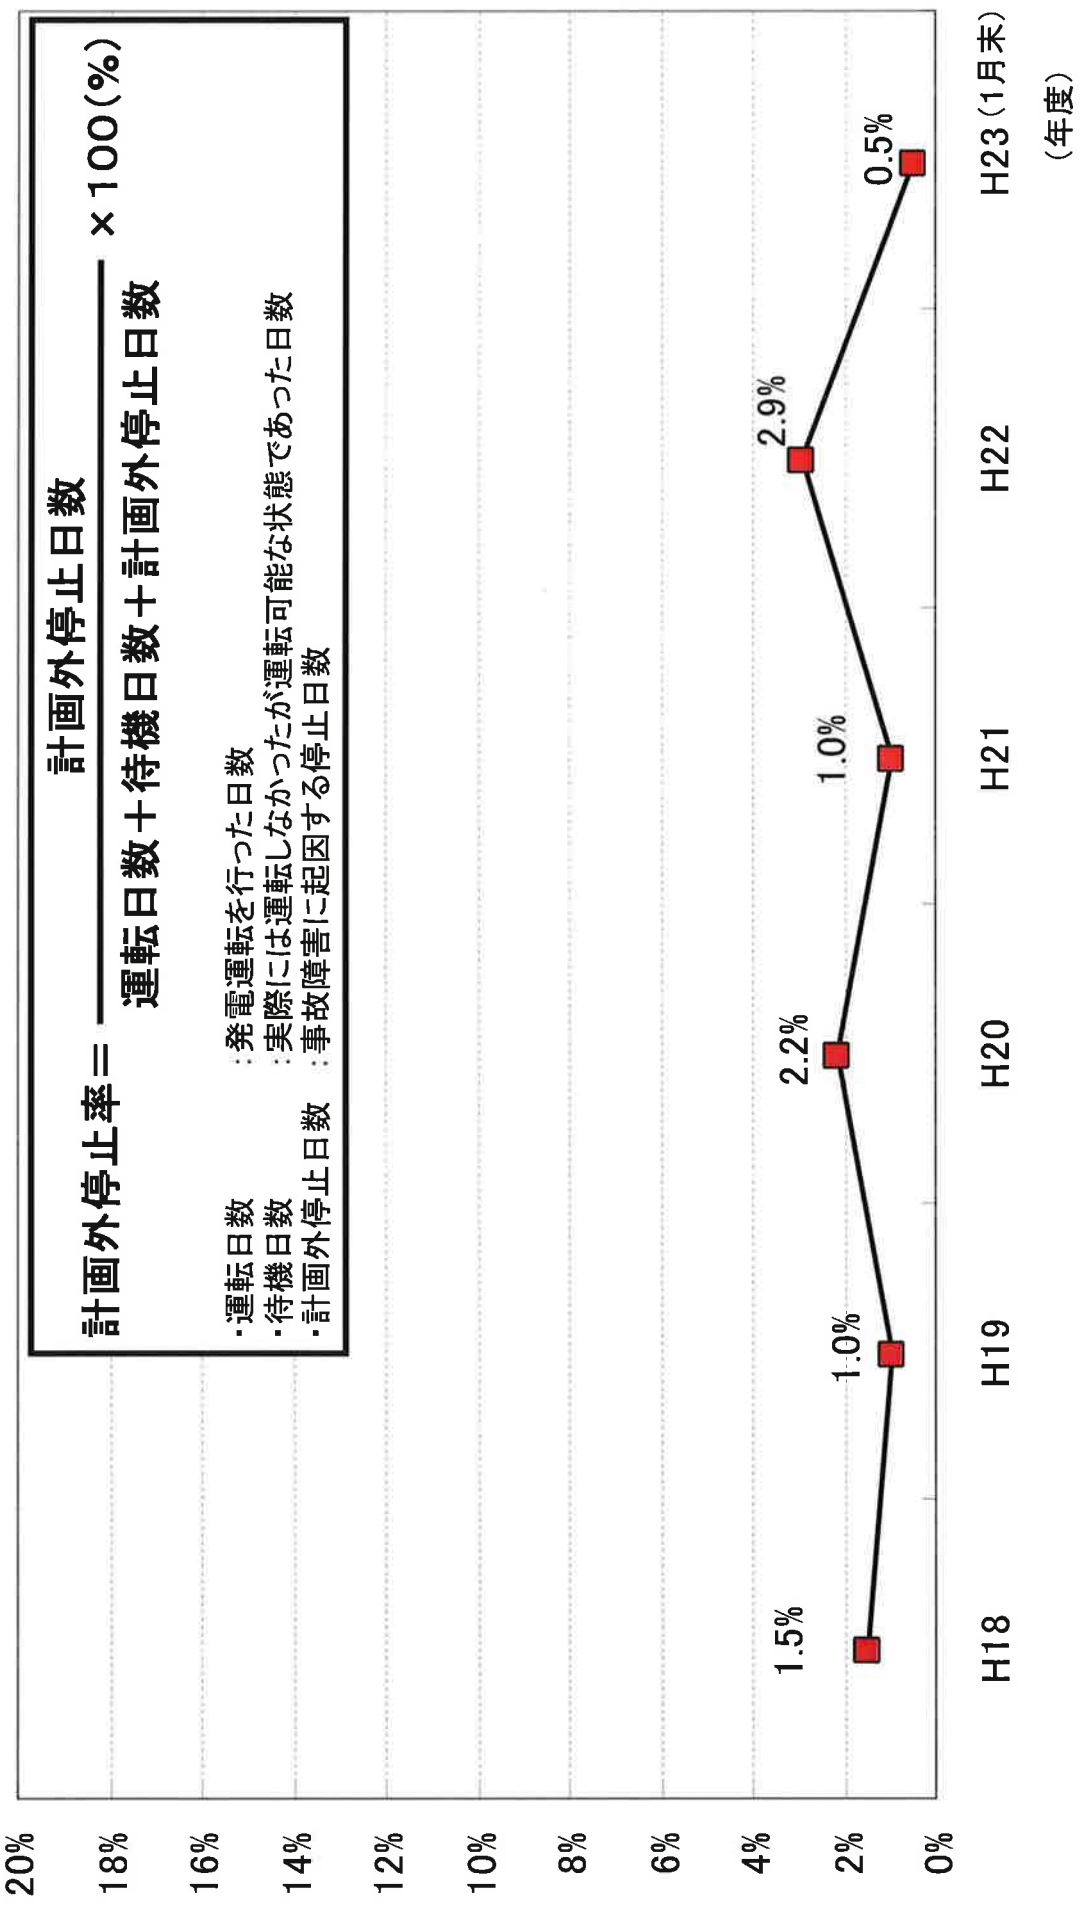 20%
18%
16%
14%
12%
10%
8%
6%
4%
2%
0%
計画外停止率＝
計画外停止日数
運転日数＋待機日数＋計画外停止日数
×100(%)
・運転日数　：発電運転を行った日数
・待機日数　：実際には運転しなかったが運転可能な状態であった日数
・計画外停止日数　：事故障害に起因する停止日数
1.5%
1.0%
2.2%
1.0%
2.9%
0.5%
H18
H19
H20
H21
H22
H23（1月末）
（年度）